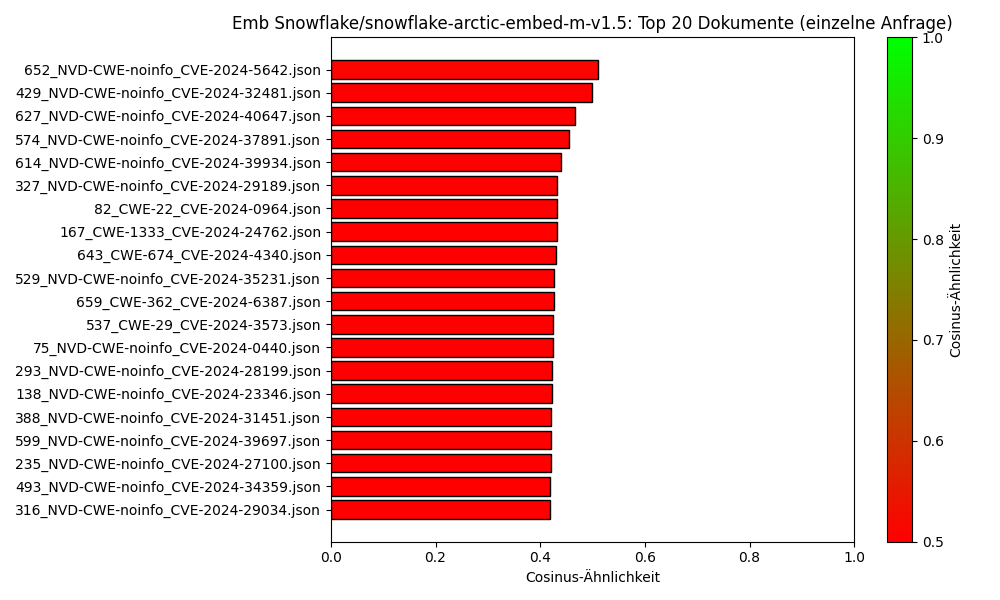 Emb Snowflake/snowflake-arctic-embed-m-v1.5: Top 20 Dokumente (einzelne Anfrage)
652_NVD-CWE-noinfo_CVE-2024-5642.json
429_NVD-CWE-noinfo_CVE-2024-32481.json
627_NVD-CWE-noinfo_CVE-2024-40647.json
574_NVD-CWE-noinfo_CVE-2024-37891.json
614_NVD-CWE-noinfo_CVE-2024-39934.json
327_NVD-CWE-noinfo_CVE-2024-29189.json
82_CWE-22_CVE-2024-0964.json
167_CWE-1333_CVE-2024-24762.json
643_CWE-674_CVE-2024-4340.json
529_NVD-CWE-noinfo_CVE-2024-35231.json
659_CWE-362_CVE-2024-6387.json
537_CWE-29_CVE-2024-3573.json
75_NVD-CWE-noinfo_CVE-2024-0440.json
293_NVD-CWE-noinfo_CVE-2024-28199.json
138_NVD-CWE-noinfo_CVE-2024-23346.json
388_NVD-CWE-noinfo_CVE-2024-31451.json
599_NVD-CWE-noinfo_CVE-2024-39697.json
235_NVD-CWE-noinfo_CVE-2024-27100.json
493_NVD-CWE-noinfo_CVE-2024-34359.json
316_NVD-CWE-noinfo_CVE-2024-29034.json
0.0 0.2 0.4 0.6 0.8 1.0
Cosinus-Ähnlichkeit
1.0
0.9
0.8
0.7
0.6
0.5
Cosinus-Ähnlichkeit